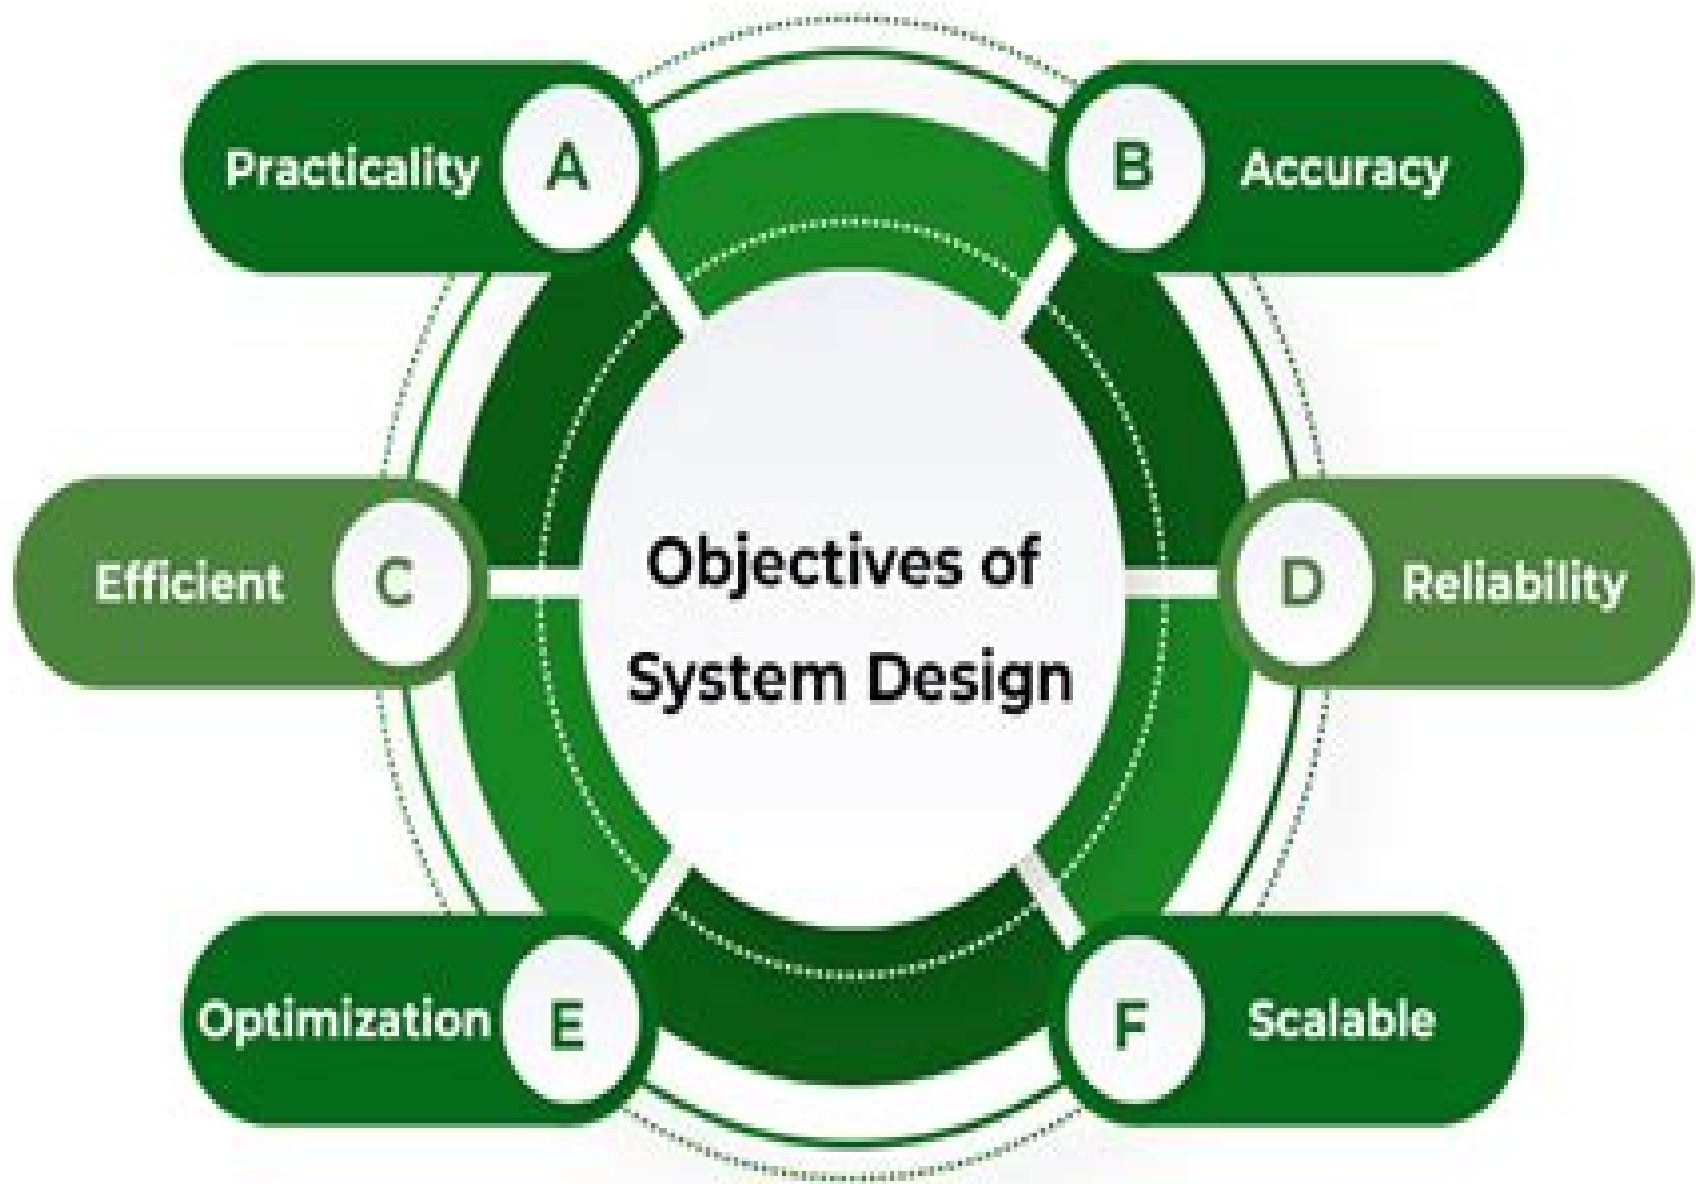 Practicality A
B Accuracy
Efficient C
Objectives of
System Design
D Reliability
Optimization E
F Scalable